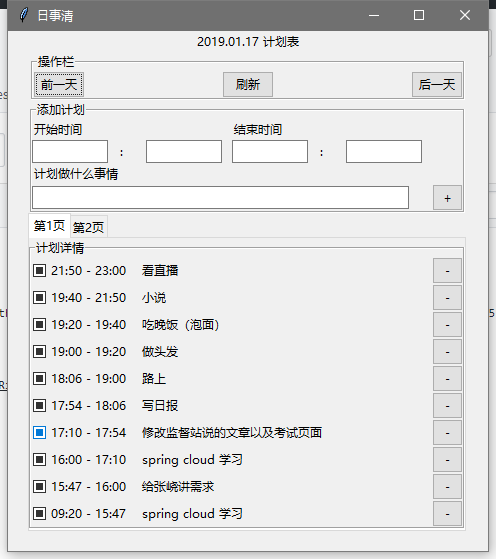 日事清
2019.01.17 计划表
操作栏
前一天 刷新 后一天
添加计划
开始时间 结束时间
: :
计划做什么事情
+
第1页 第2页
计划详情
21:50 - 23:00 看直播 -
19:40 - 21:50 小说 -
19:20 - 19:40 吃晚饭（泡面） -
19:00 - 19:20 做头发 -
18:06 - 19:00 路上 -
17:54 - 18:06 写日报 -
17:10 - 17:54 修改监督站说的文章以及考试页面 -
16:00 - 17:10 spring cloud 学习 -
15:47 - 16:00 给张峣讲需求 -
09:20 - 15:47 spring cloud 学习 -